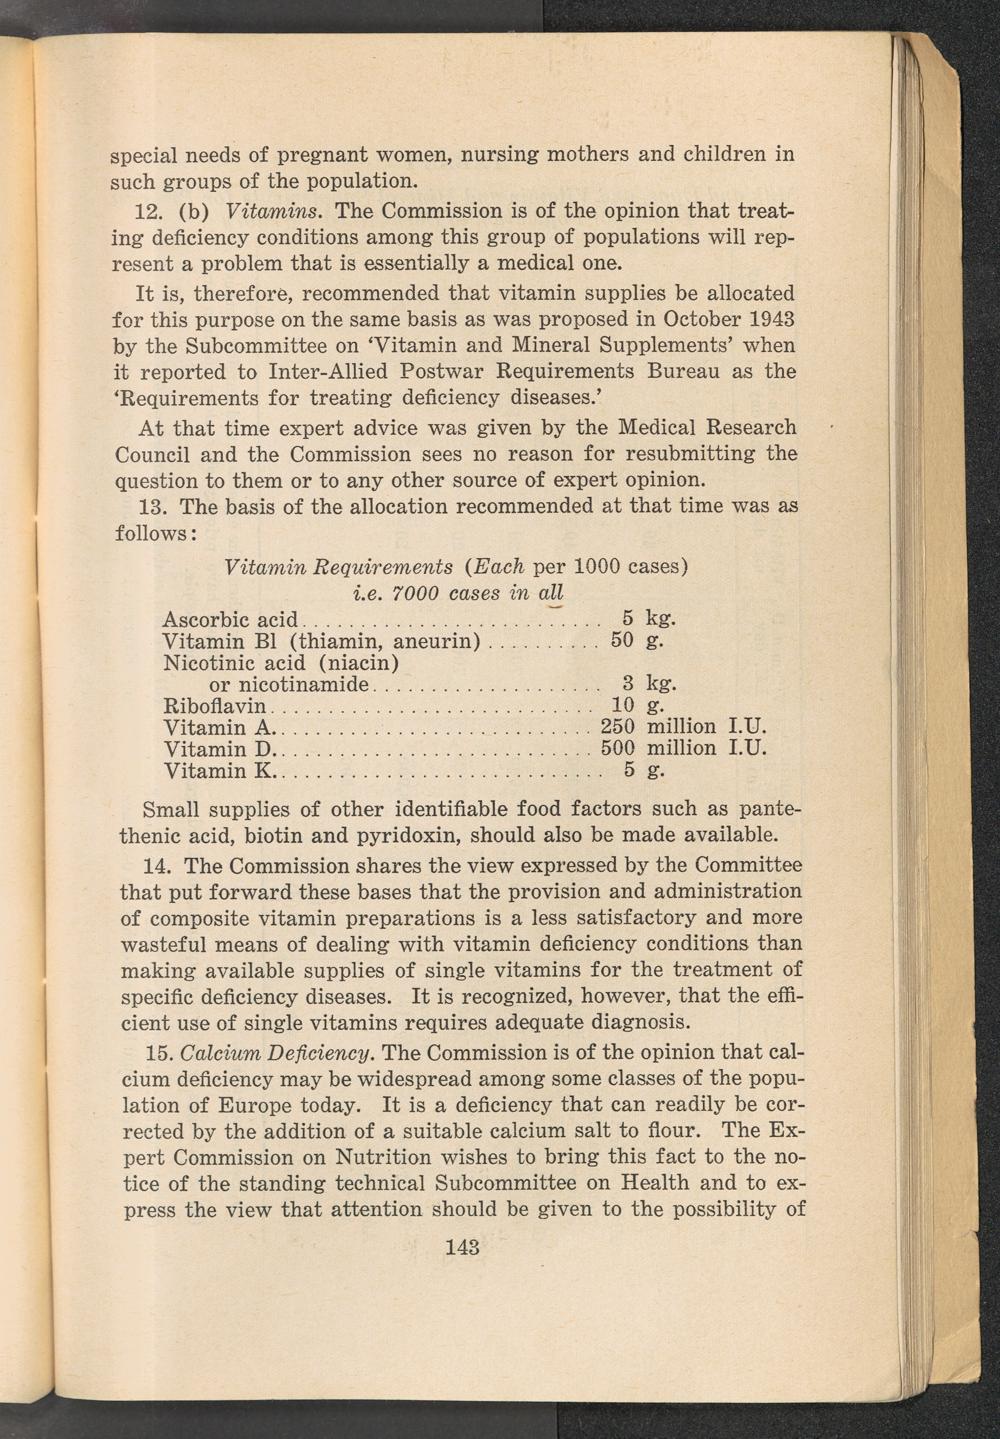 special needs of pregnant women, nursing mothers and children in
such groups of the population.
12. (b) Vitamins. The Commission is of the opinion that treat-
ing deficiency conditions among this group of populations will rep-
resent a problem that is essentially a medical one.
It is, therefore, recommended that vitamin supplies be allocated
for this purpose on the same basis as was proposed in October 1943
by the Subcommittee on ‘Vitamin and Mineral Supplements’ when
it reported to Inter-Allied Postwar Requirements Bureau as the
‘Requirements for treating deficiency diseases.’
At that time expert advice was given by the Medical Research
Council and the Commission sees no reason for resubmitting the
question to them or to any other source of expert opinion.
13. The basis of the allocation recommended at that time was as
follows:
Vitamin Requirements (Each per 1000 cases)
i.e. 7000 cases in all
Ascorbic acid.......................... 5 kg.
Vitamin B1 (thiamin, aneurin).......... 50 g.
Nicotinic acid (niacin)
or nicotinamide.................... 3 kg.
Riboflavin............................ 10 g.
Vitamin A............................ 250 million I.U.
Vitamin D............................ 500 million I.U.
Vitamin K............................. 5 g.
Small supplies of other identifiable food factors such as pante-
thenic acid, biotin and pyridoxin, should also be made available.
14. The Commission shares the view expressed by the Committee
that put forward these bases that the provision and administration
of composite vitamin preparations is a less satisfactory and more
wasteful means of dealing with vitamin deficiency conditions than
making available supplies of single vitamins for the treatment of
specific deficiency diseases. It is recognized, however, that the effi-
cient use of single vitamins requires adequate diagnosis.
15. Calcium Deficiency. The Commission is of the opinion that cal-
cium deficiency may be widespread among some classes of the popu-
lation of Europe today. It is a deficiency that can readily be cor-
rected by the addition of a suitable calcium salt to flour. The Ex-
pert Commission on Nutrition wishes to bring this fact to the no-
tice of the standing technical Subcommittee on Health and to ex-
press the view that attention should be given to the possibility of
143